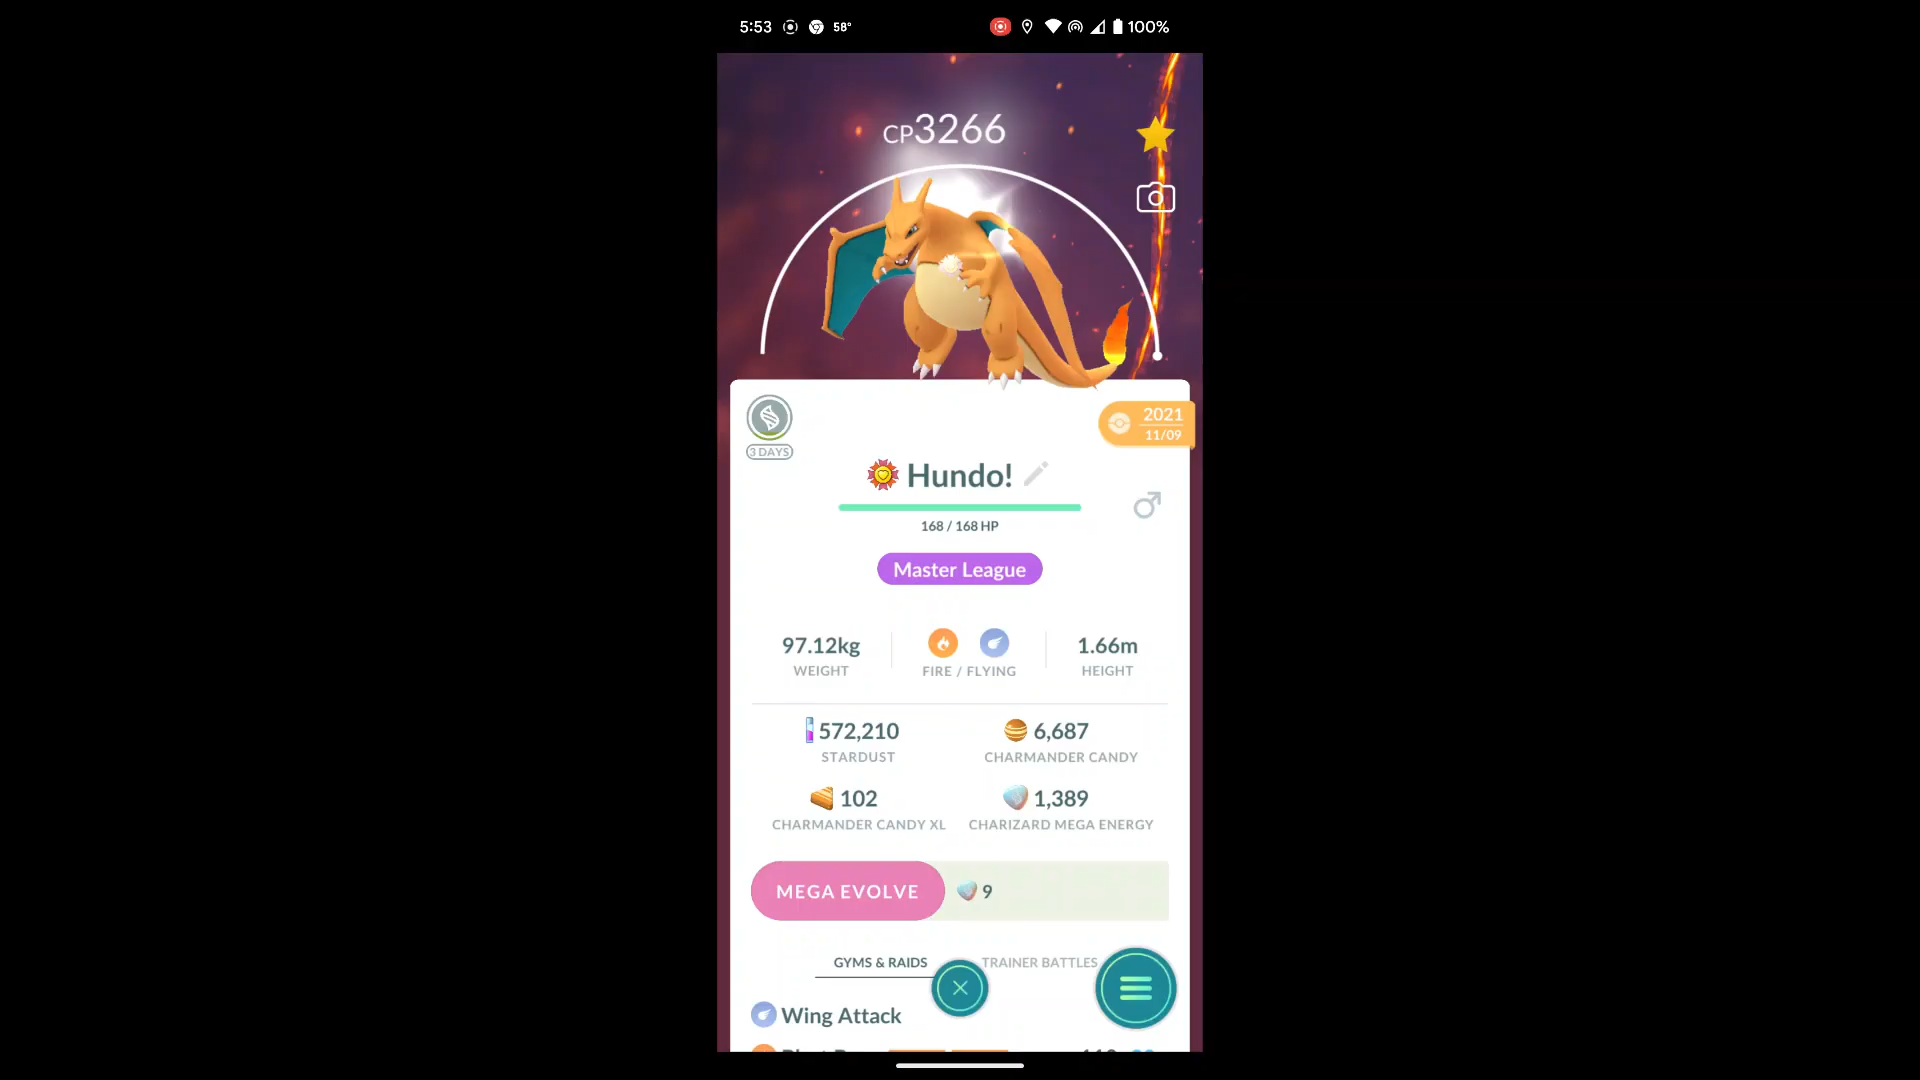 5:53 58° 100%
CP3266
2021
11/09
3 DAYS
Hundo!
168 / 168 HP
Master League
97.12kg
WEIGHT
FIRE / FLYING
1.66m
HEIGHT
572,210
STARDUST
6,687
CHARMANDER CANDY
102
CHARMANDER CANDY XL
1,389
CHARIZARD MEGA ENERGY
MEGA EVOLVE 9
GYMS & RAIDS TRAINER BATTLES
Wing Attack